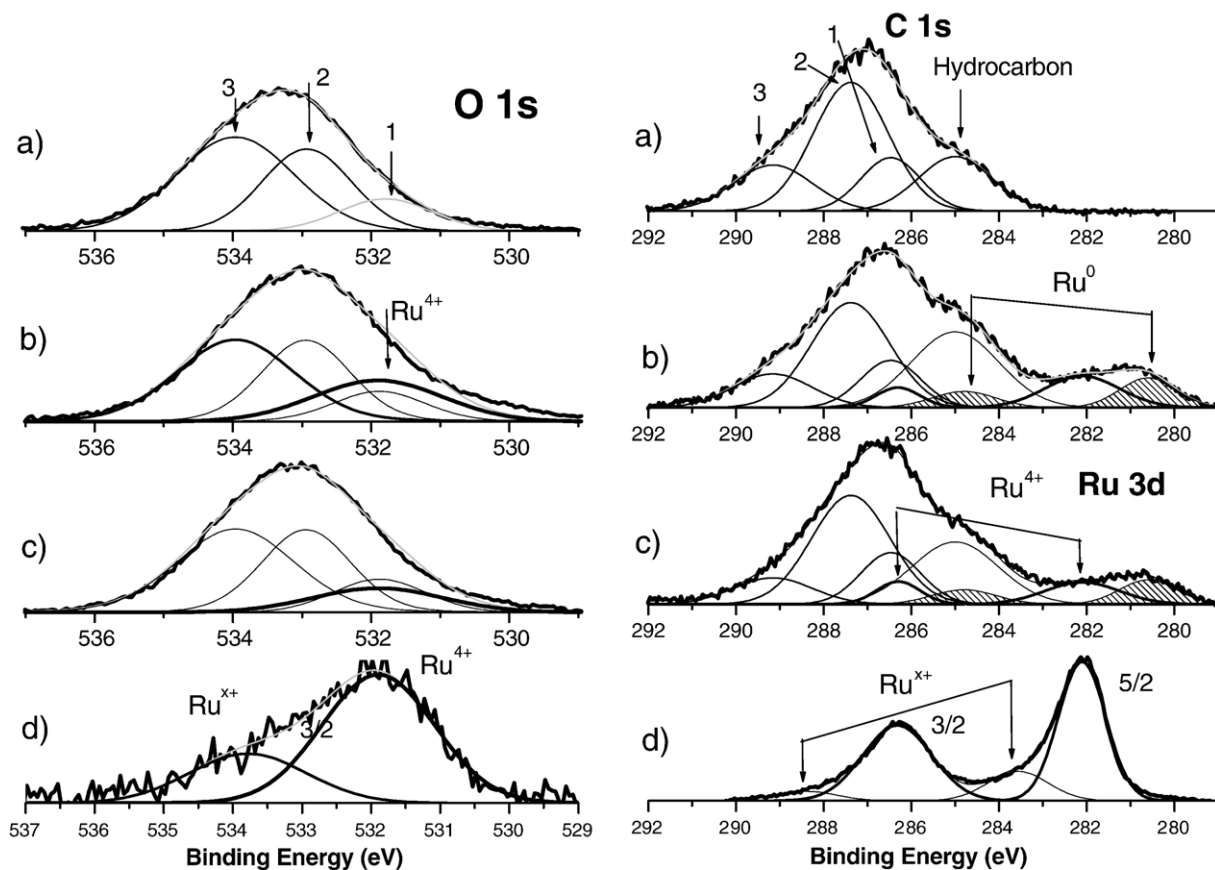 O 1s
3
2
1
a)
536
534
532
530
Ru4+
b)
536
534
532
530
c)
536
534
532
530
Ru4+
Rux+
3/2
d)
537
536
535
534
533
532
531
530
529
Binding Energy (eV)
C 1s
1
2
Hydrocarbon
3
a)
292
290
288
286
284
282
280
Ru0
b)
292
290
288
286
284
282
280
Ru4+
Ru 3d
c)
292
290
288
286
284
282
280
Rux+
5/2
3/2
d)
292
290
288
286
284
282
280
Binding Energy (eV)